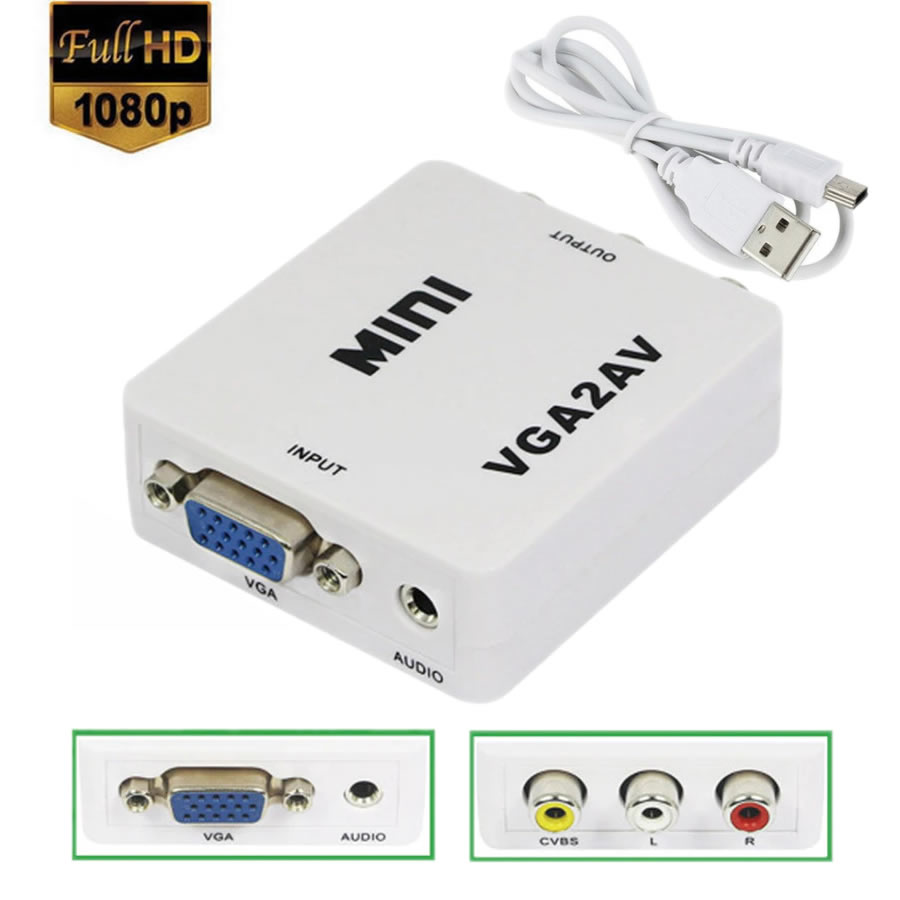 Full HD
1080p
OUTPUT
MINI
VGA2AV
INPUT
VGA
AUDIO
VGA
AUDIO
CVBS
L
R